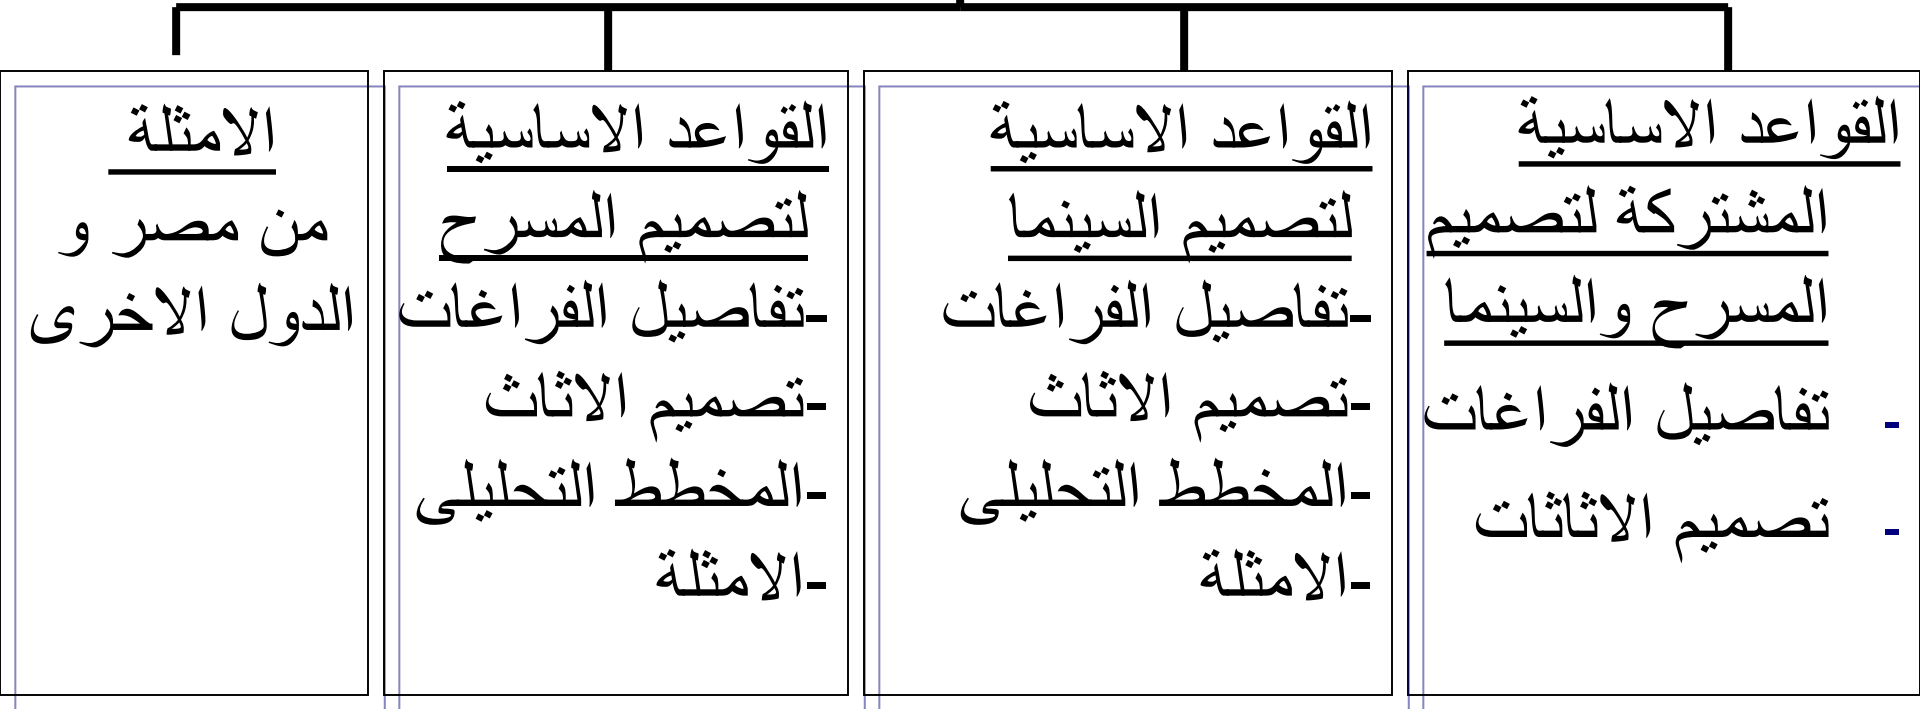 القواعد الاساسية
المشتركة لتصميم
المسرح والسينما
- تفاصيل الفراغات
- تصميم الاثاثات
القواعد الاساسية
لتصميم السينما
-تفاصيل الفراغات
-تصميم الاثاث
-المخطط التحليلى
-الامثلة
القواعد الاساسية
لتصميم المسرح
-تفاصيل الفراغات
-تصميم الاثاث
-المخطط التحليلى
-الامثلة
الامثلة
من مصر و
الدول الاخرى